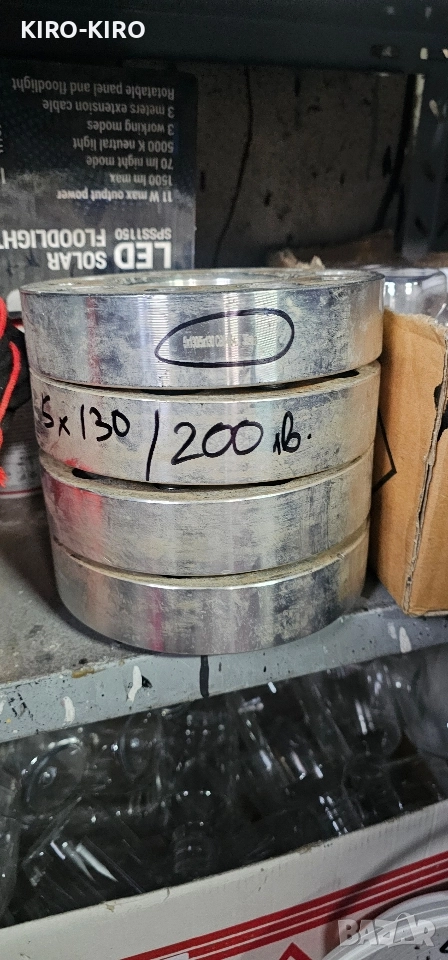 KIRO-KIRO
Rotatable panel and floodlight
3 meters extension cable
3 working modes
5000 K neutral light
70 lm night mode
1500 lm max
11 W max output power
SPSS1150
LED SOLAR
FLOODLIGHT
5x130 / 200 лв.
BAZAR